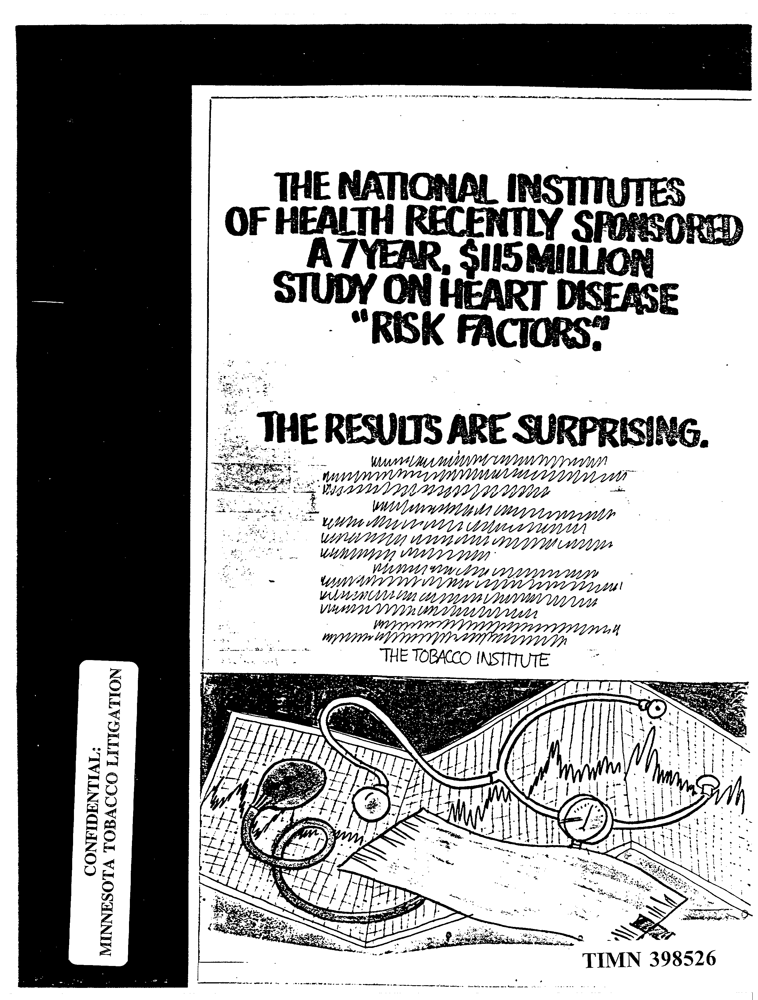 THE NATIONAL INSTITUTES
OF HEALTH RECENTLY SPONSORED
A 7 YEAR, $115 MILLION
STUDY ON HEART DISEASE
"RISK FACTORS."
THE RESULTS ARE SURPRISING.
THE TOBACCO INSTITUTE
CONFIDENTIAL:
MINNESOTA TOBACCO LITIGATION
TIMN 398526